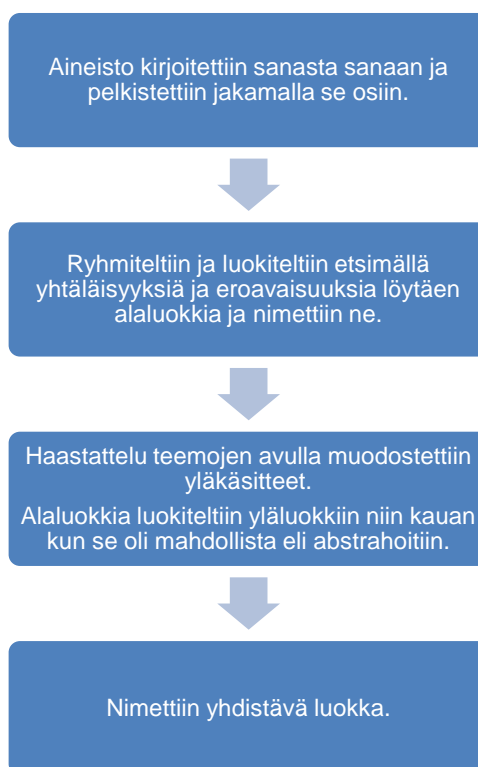 Aineisto kirjoitettiin sanasta sanaan ja
pelkistettiin jakamalla se osiin.
Ryhmiteltiin ja luokiteltiin etsimällä
yhtäläisyyksiä ja eroavaisuuksia löytäen
alaluokkia ja nimettiin ne.
Haastattelu teemojen avulla muodostettiin
yläkäsitteet.
Alaluokkia luokiteltiin yläluokkiin niin kauan
kun se oli mahdollista eli abstrahoitiin.
Nimettiin yhdistävä luokka.